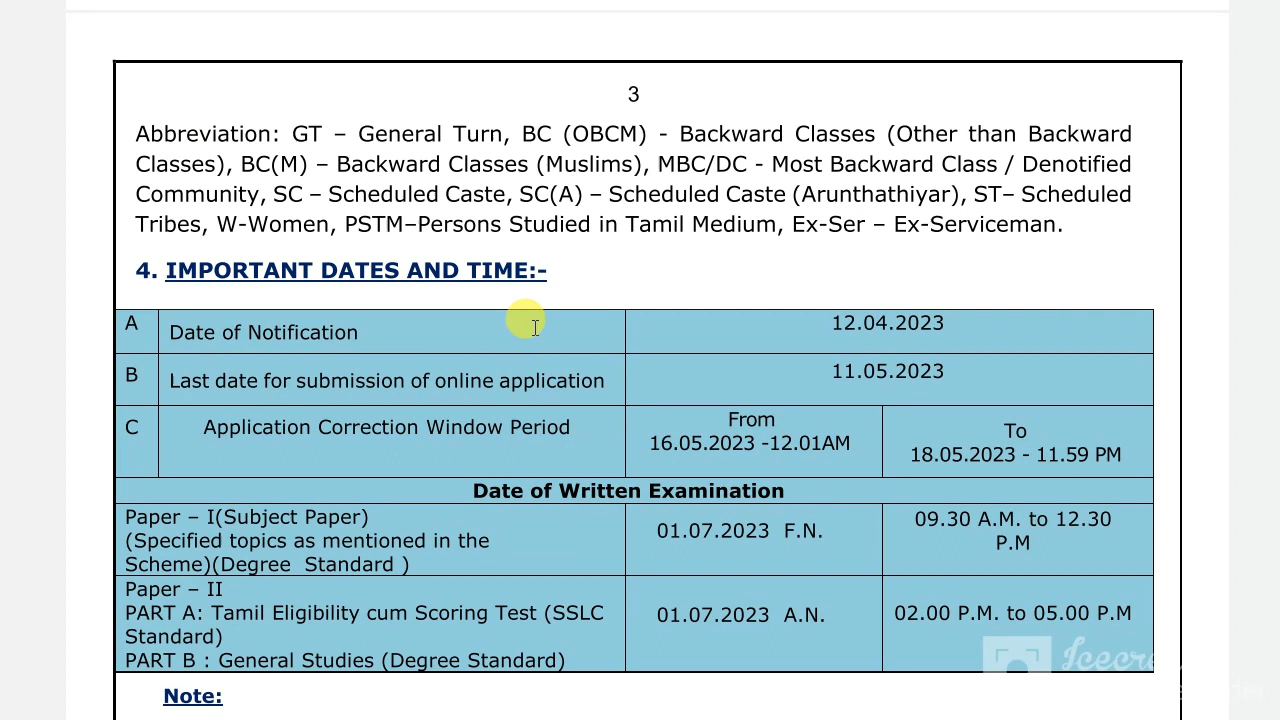 3
Abbreviation: GT – General Turn, BC (OBCM) - Backward Classes (Other than Backward
Classes), BC(M) – Backward Classes (Muslims), MBC/DC - Most Backward Class / Denotified
Community, SC – Scheduled Caste, SC(A) – Scheduled Caste (Arunthathiyar), ST– Scheduled
Tribes, W-Women, PSTM–Persons Studied in Tamil Medium, Ex-Ser – Ex-Serviceman.
4. IMPORTANT DATES AND TIME:-
A Date of Notification 12.04.2023
B Last date for submission of online application 11.05.2023
C Application Correction Window Period
From
16.05.2023 -12.01AM
To
18.05.2023 - 11.59 PM
Date of Written Examination
Paper – I(Subject Paper)
(Specified topics as mentioned in the
Scheme)(Degree Standard )
01.07.2023 F.N.
09.30 A.M. to 12.30
P.M
Paper – II
PART A: Tamil Eligibility cum Scoring Test (SSLC
Standard)
PART B : General Studies (Degree Standard)
01.07.2023 A.N.
02.00 P.M. to 05.00 P.M
Note: